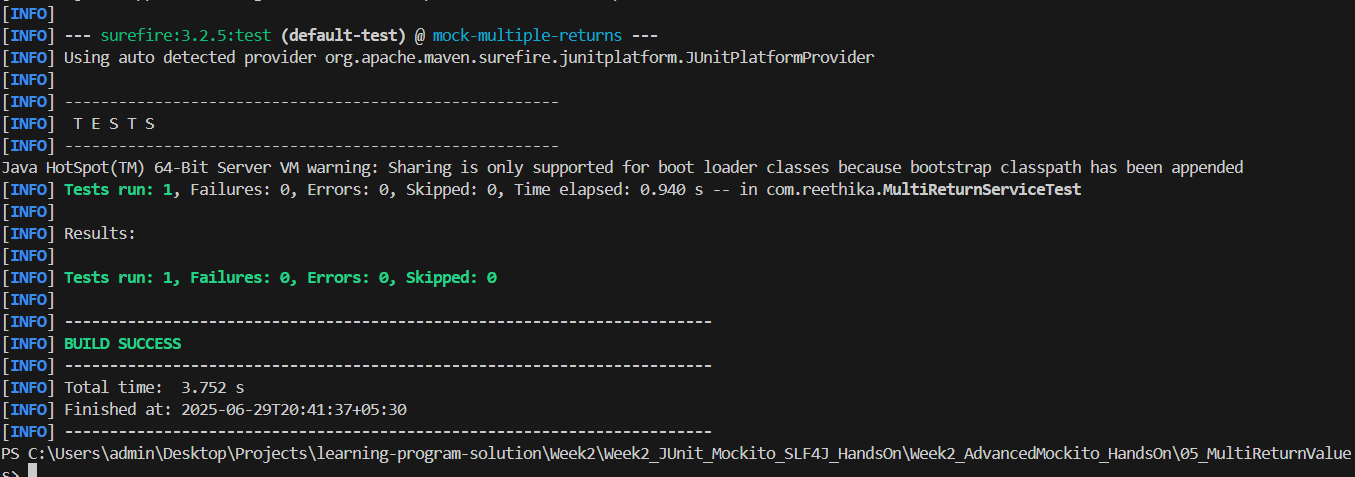 [INFO]
[INFO] --- surefire:3.2.5:test (default-test) @ mock-multiple-returns ---
[INFO] Using auto detected provider org.apache.maven.surefire.junitplatform.JUnitPlatformProvider
[INFO]
[INFO] -------------------------------------------------------
[INFO]  T E S T S
[INFO] -------------------------------------------------------
Java HotSpot(TM) 64-Bit Server VM warning: Sharing is only supported for boot loader classes because bootstrap classpath has been appended
[INFO] Tests run: 1, Failures: 0, Errors: 0, Skipped: 0, Time elapsed: 0.940 s -- in com.reethika.MultiReturnServiceTest
[INFO]
[INFO] Results:
[INFO]
[INFO] Tests run: 1, Failures: 0, Errors: 0, Skipped: 0
[INFO]
[INFO] ------------------------------------------------------------------------
[INFO] BUILD SUCCESS
[INFO] ------------------------------------------------------------------------
[INFO] Total time:  3.752 s
[INFO] Finished at: 2025-06-29T20:41:37+05:30
[INFO] ------------------------------------------------------------------------
PS C:\Users\admin\Desktop\Projects\learning-program-solution\Week2\Week2_JUnit_Mockito_SLF4J_HandsOn\Week2_AdvancedMockito_HandsOn\05_MultiReturnValue
s>